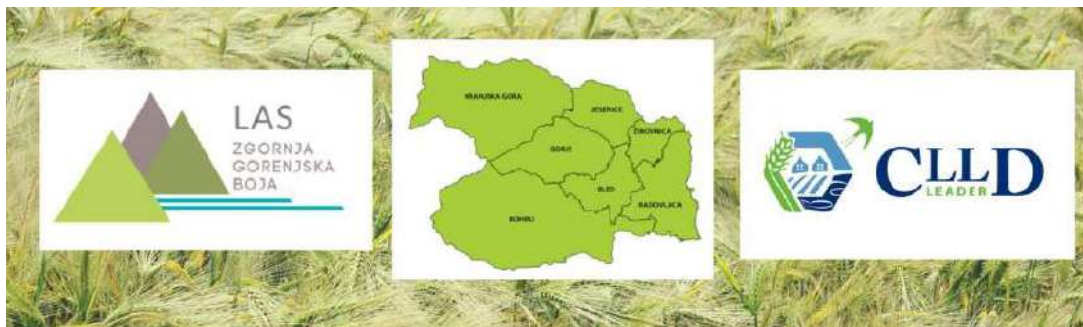 LAS
ZGORNJA
GORENJSKA
BOJA
KRANJSKA GORA
JESENICE
ŽIROVNICA
GORJE
BLED
RADOVLJICA
BOHINJ
CLLD
LEADER